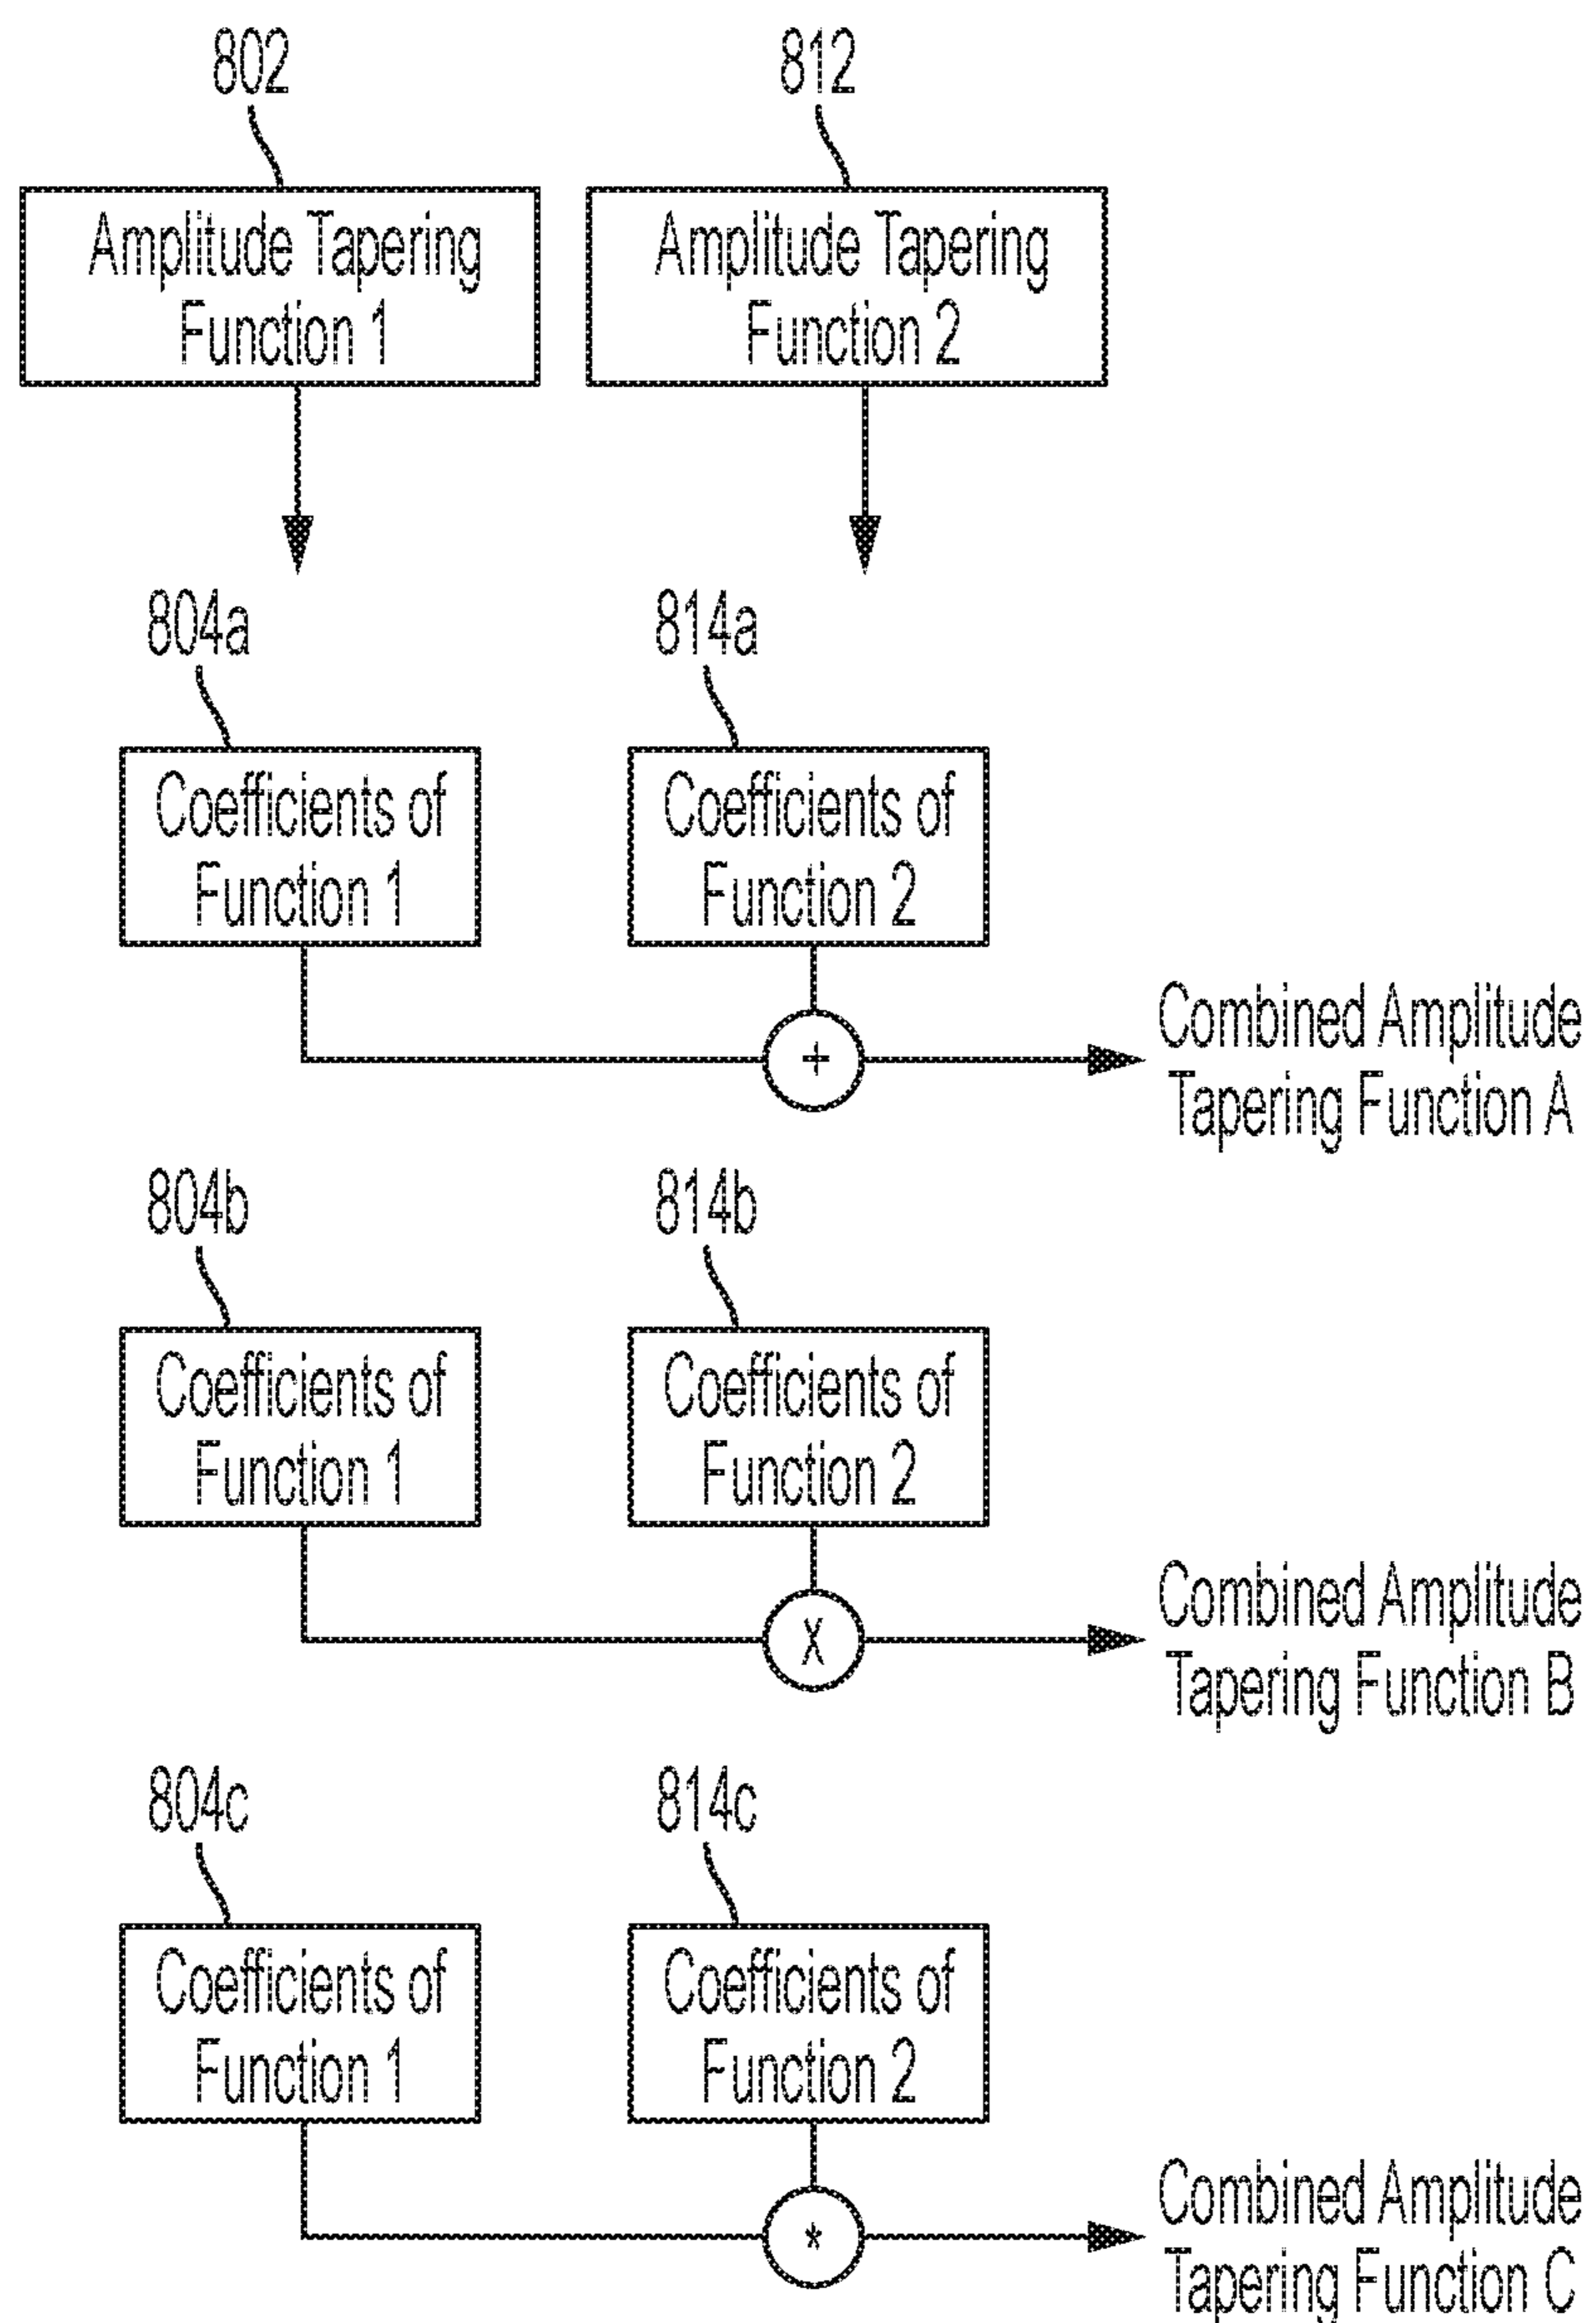 802
812
Amplitude Tapering
Function 1
Amplitude Tapering
Function 2
804a
814a
Coefficients of
Function 1
Coefficients of
Function 2
+
Combined Amplitude
Tapering Function A
804b
814b
Coefficients of
Function 1
Coefficients of
Function 2
X
Combined Amplitude
Tapering Function B
804c
814c
Coefficients of
Function 1
Coefficients of
Function 2
*
Combined Amplitude
Tapering Function C